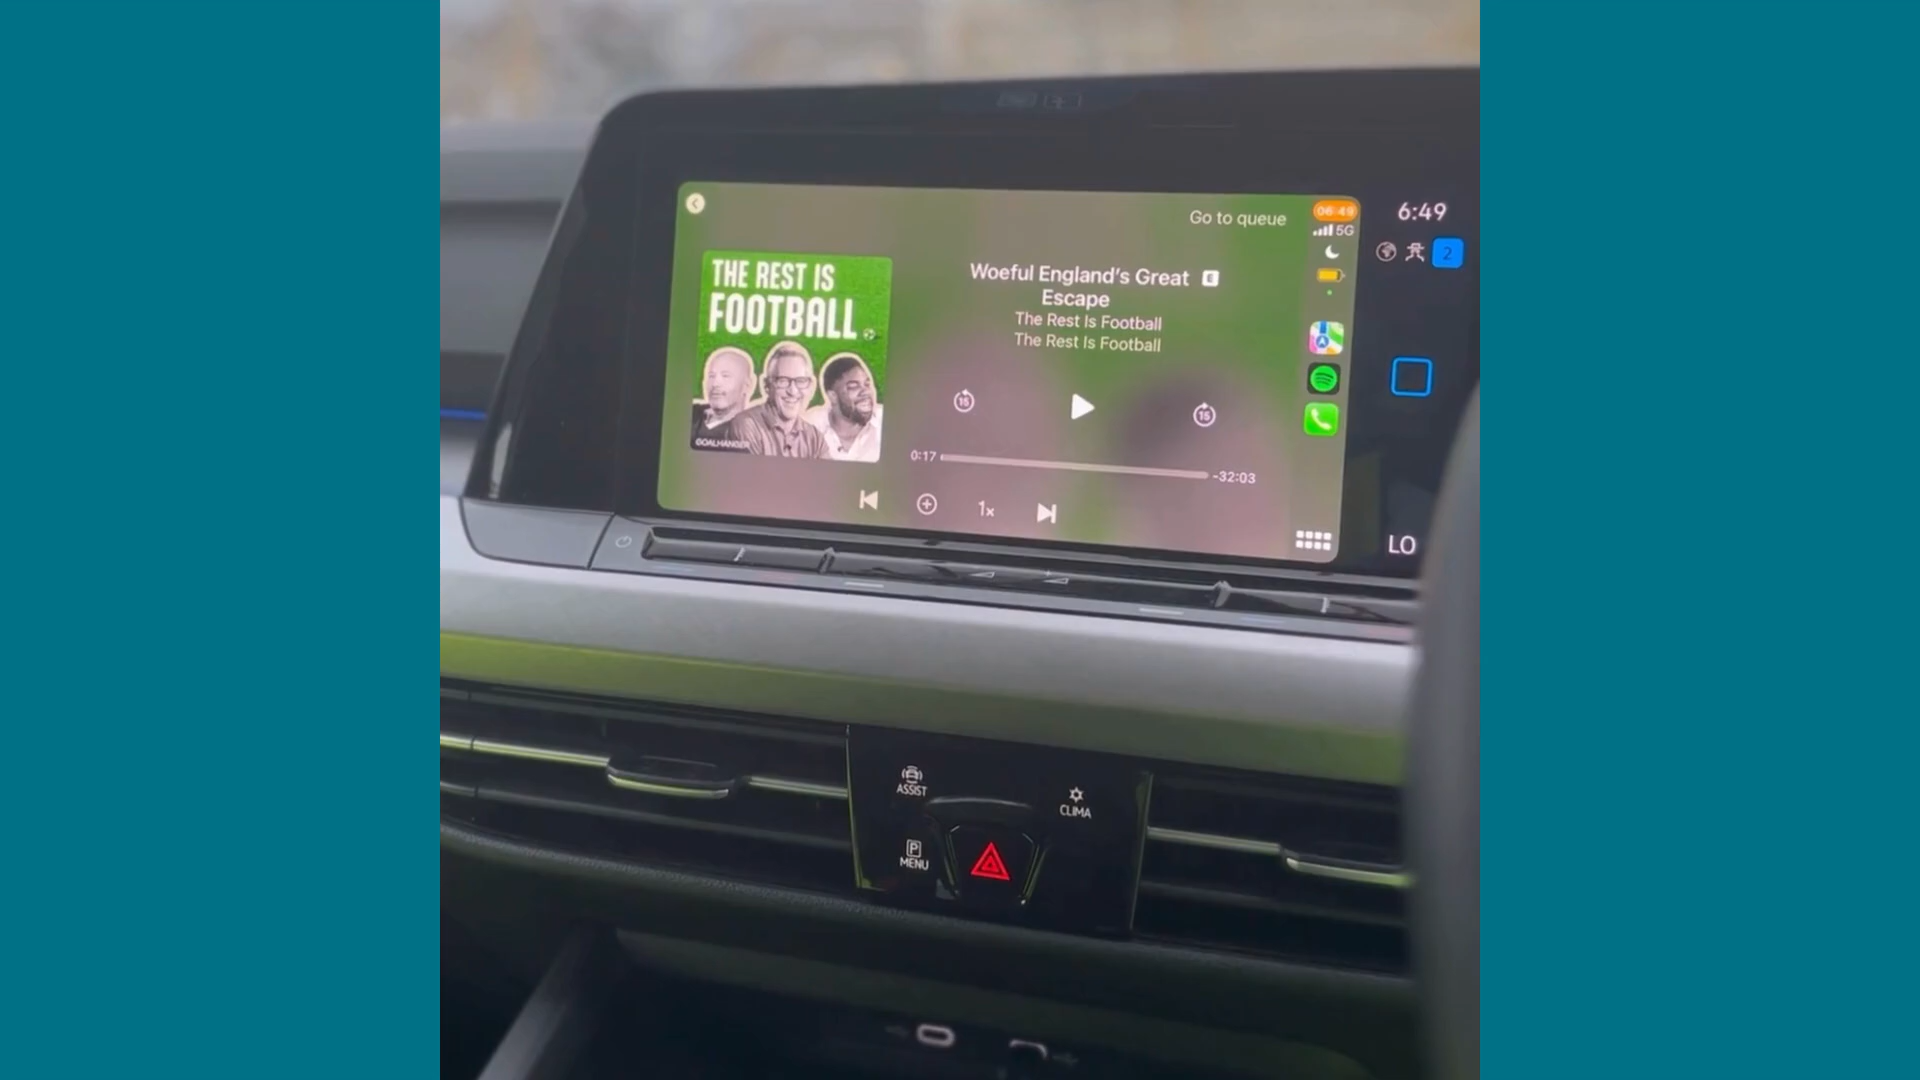 Go to queue
06:49
5G
6:49
2
THE REST IS
FOOTBALL
GOALHANGER
Woeful England's Great E
Escape
The Rest Is Football
The Rest Is Football
15
15
0:17
-32:03
1x
LO
ASSIST
CLIMA
P
MENU